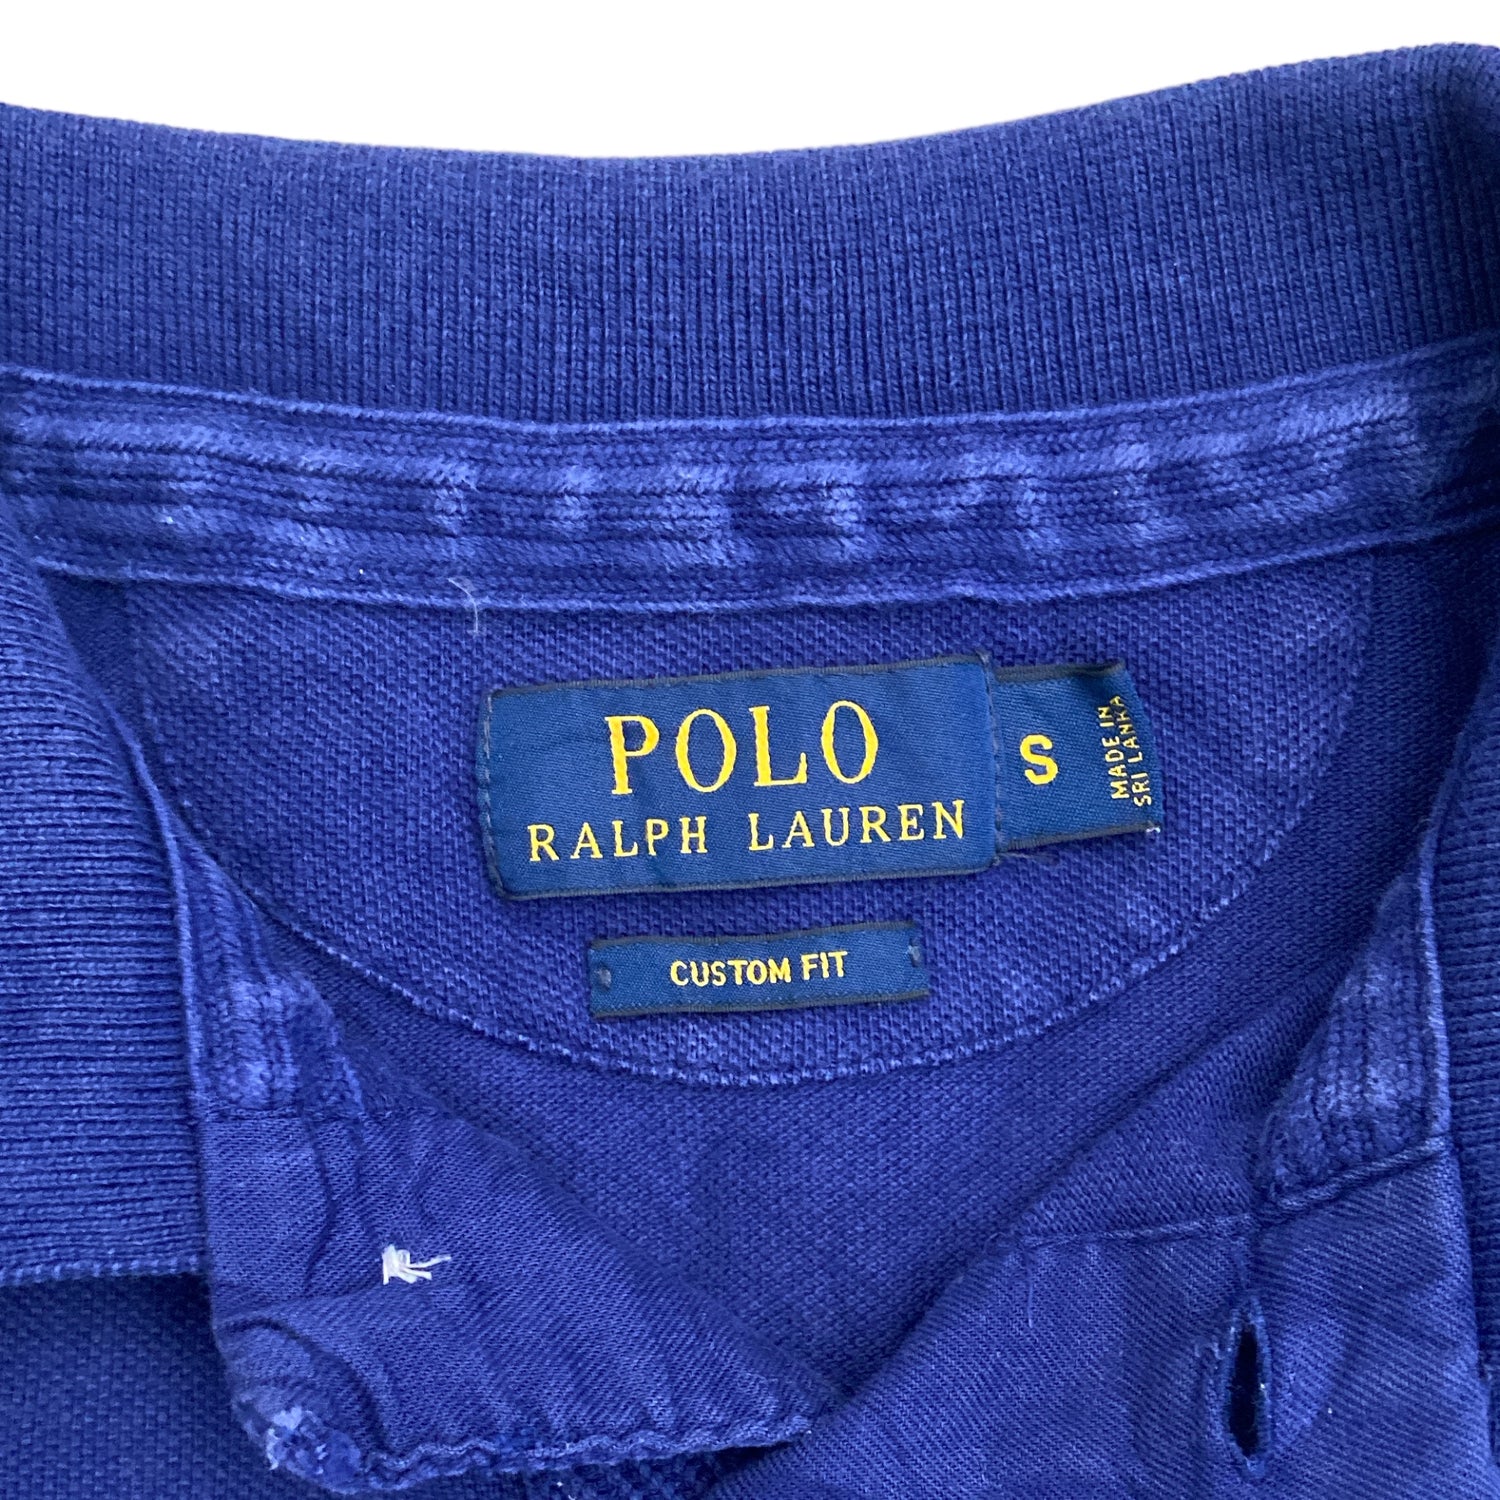 POLO
RALPH LAUREN
S
MADE IN
SRI LANKA
CUSTOM FIT